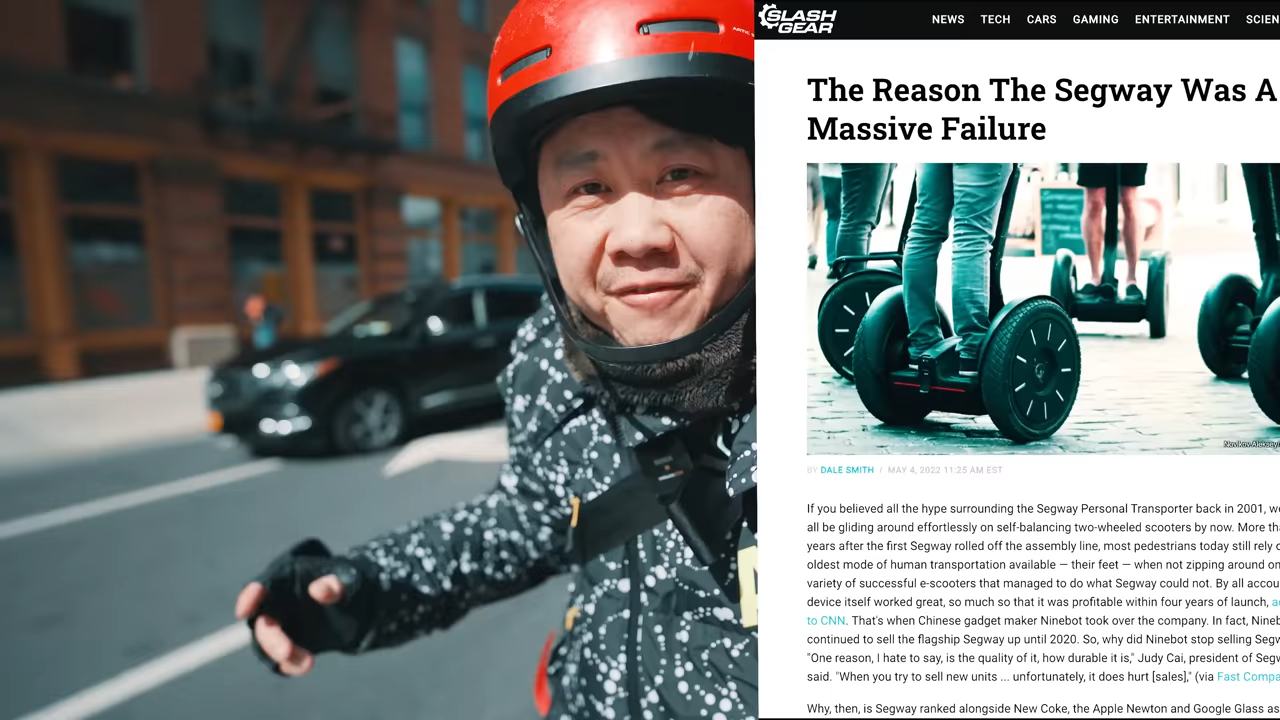 SLASH
GEAR
NEWS TECH CARS GAMING ENTERTAINMENT SCIEN
The Reason The Segway Was A
Massive Failure
BY DALE SMITH / MAY 4, 2022 11:25 AM EST
If you believed all the hype surrounding the Segway Personal Transporter back in 2001, w
all be gliding around effortlessly on self-balancing two-wheeled scooters by now. More th
years after the first Segway rolled off the assembly line, most pedestrians today still rely
oldest mode of human transportation available — their feet — when not zipping around on
variety of successful e-scooters that managed to do what Segway could not. By all accou
device itself worked great, so much so that it was profitable within four years of launch, a
to CNN. That's when Chinese gadget maker Ninebot took over the company. In fact, Nineb
continued to sell the flagship Segway up until 2020. So, why did Ninebot stop selling Segw
"One reason, I hate to say, is the quality of it, how durable it is," Judy Cai, president of Segw
said. "When you try to sell new units ... unfortunately, it does hurt [sales]," (via Fast Compa
Why, then, is Segway ranked alongside New Coke, the Apple Newton and Google Glass as